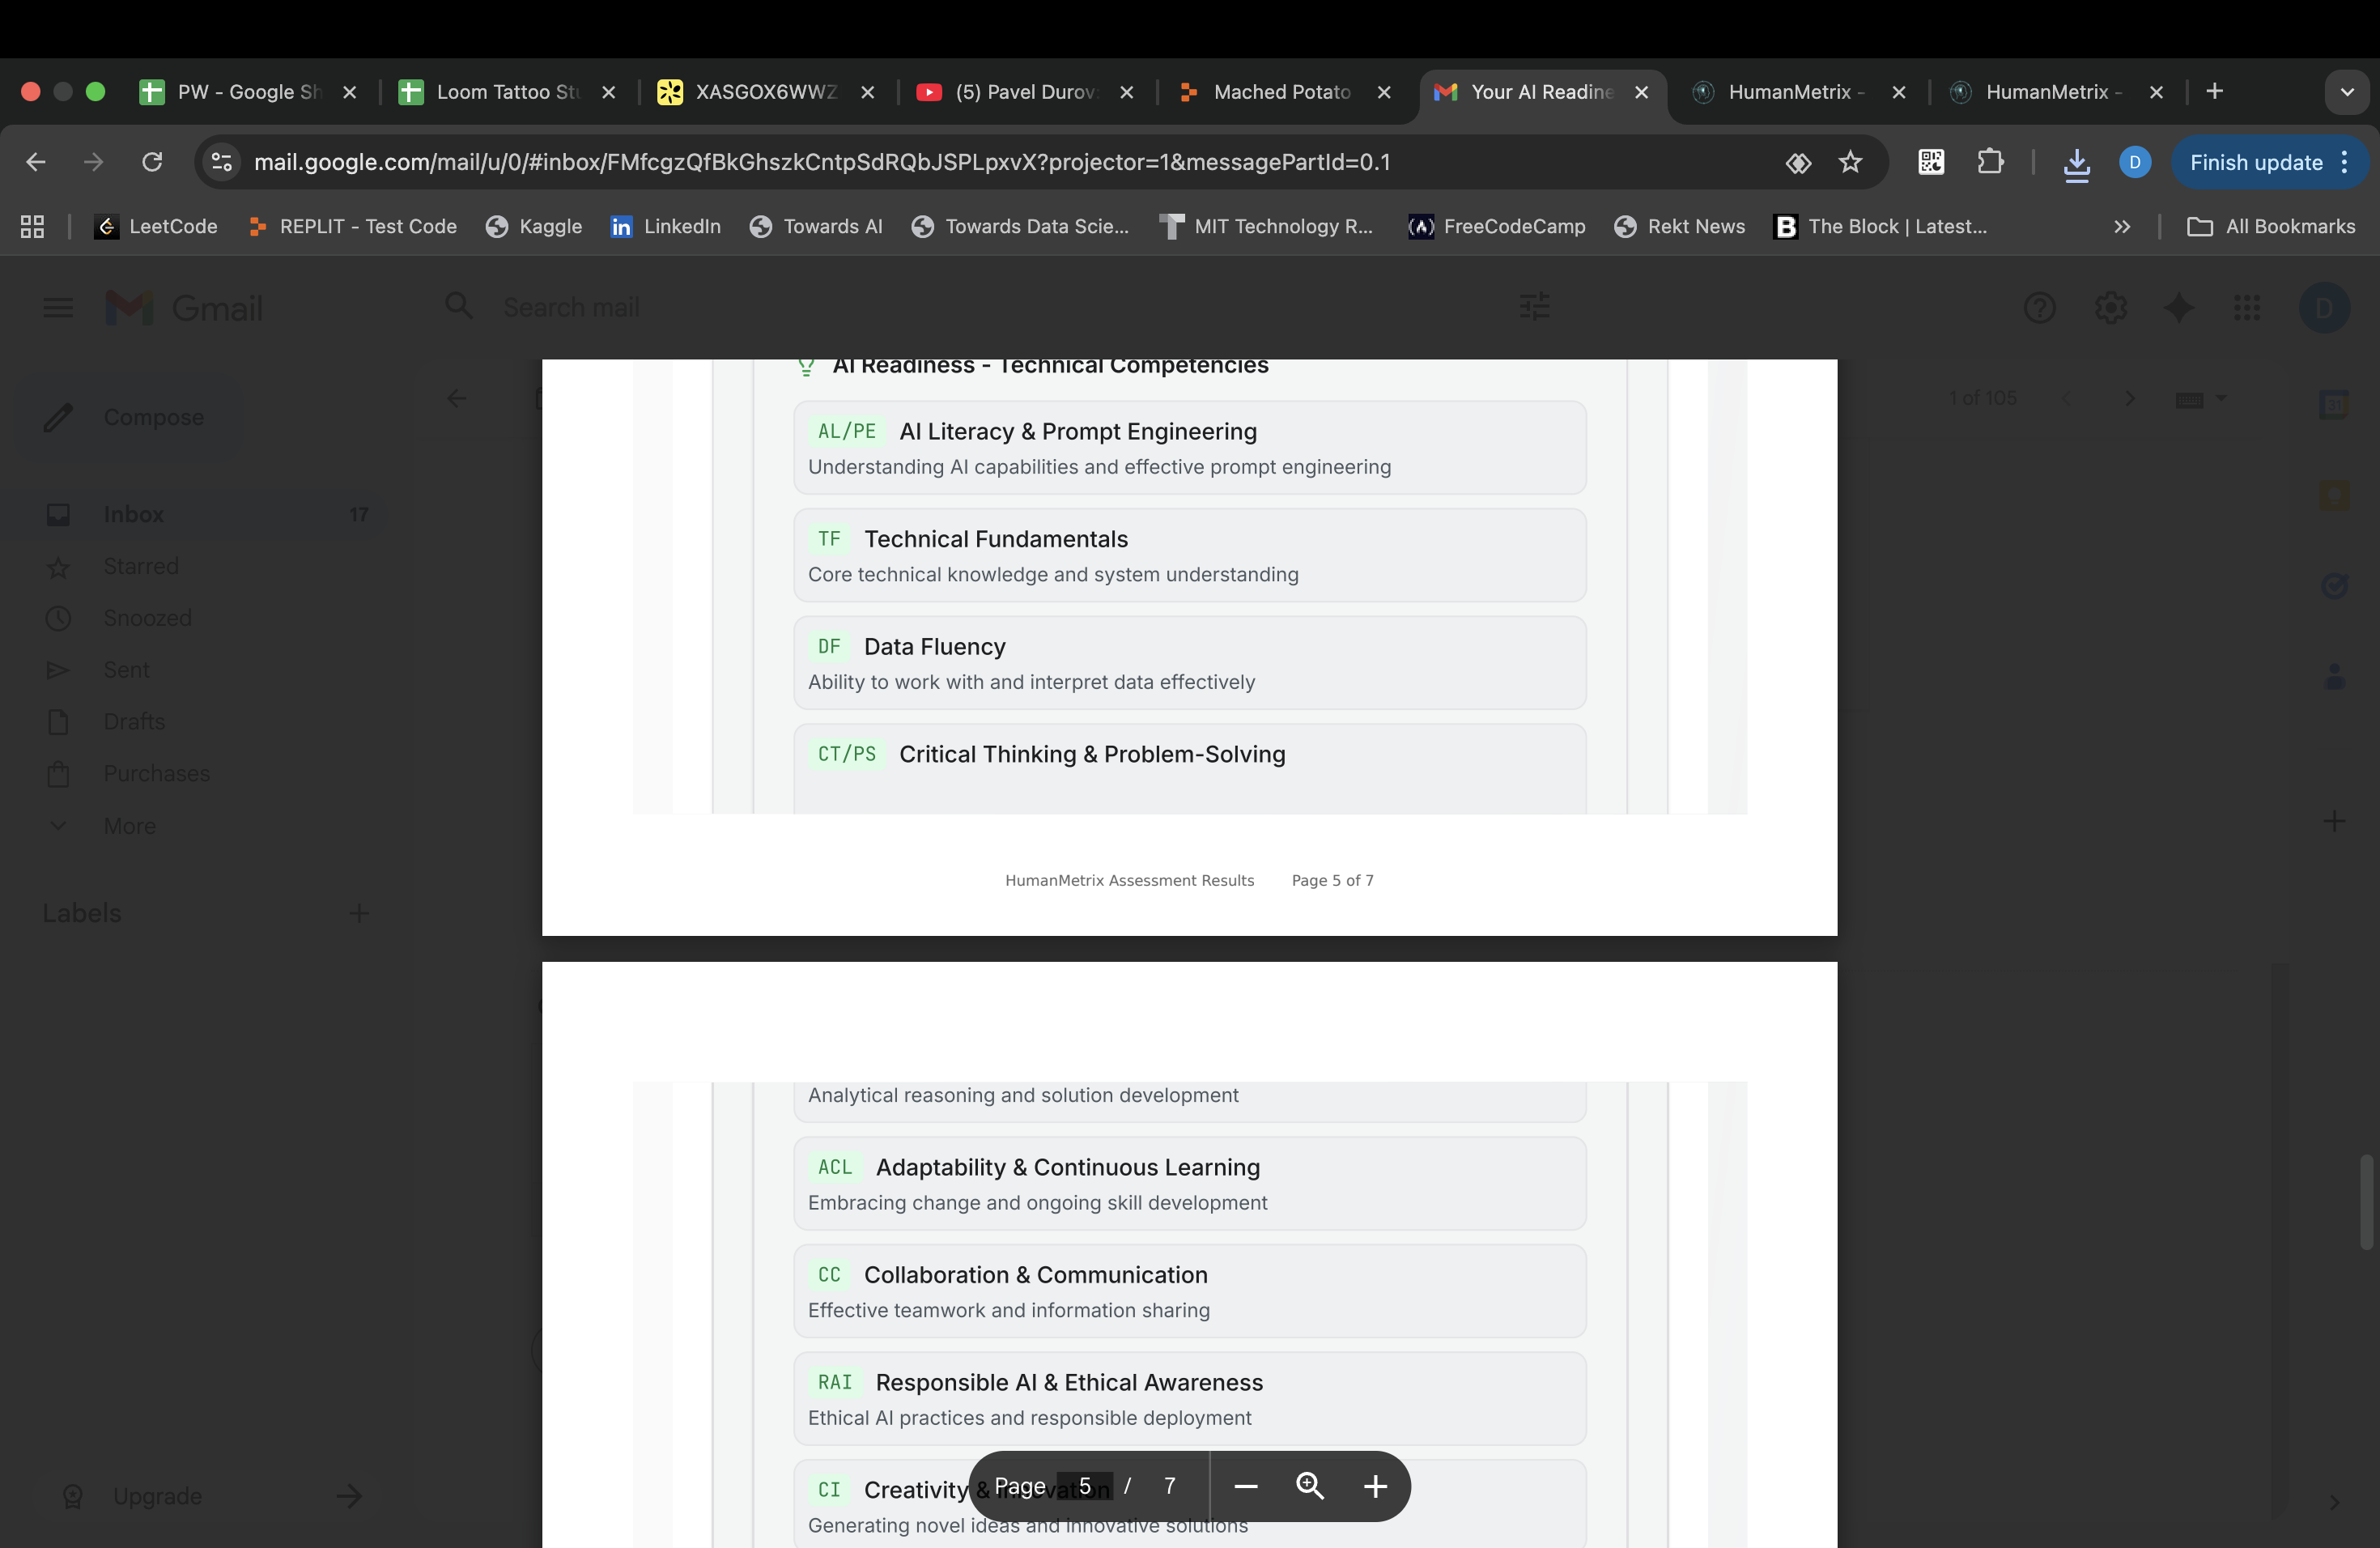 PW - Google Sh
Loom Tattoo Stu
XASGOX6WWZ
(5) Pavel Durov:
Mached Potato
Your AI Readine
HumanMetrix -
HumanMetrix -
mail.google.com/mail/u/0/#inbox/FMfcgzQfBkGhszkCntpSdRQbJSPLpxvX?projector=1&messagePartId=0.1
D
Finish update
LeetCode
REPLIT - Test Code
Kaggle
LinkedIn
Towards AI
Towards Data Scie...
MIT Technology R...
FreeCodeCamp
Rekt News
The Block | Latest...
All Bookmarks
Gmail
Search mail
D
Compose
1 of 105
Inbox 17
Starred
Snoozed
Sent
Drafts
Purchases
More
Labels
Upgrade
31
AI Readiness - Technical Competencies
AL/PE AI Literacy & Prompt Engineering
Understanding AI capabilities and effective prompt engineering
TF Technical Fundamentals
Core technical knowledge and system understanding
DF Data Fluency
Ability to work with and interpret data effectively
CT/PS Critical Thinking & Problem-Solving
HumanMetrix Assessment Results Page 5 of 7
Analytical reasoning and solution development
ACL Adaptability & Continuous Learning
Embracing change and ongoing skill development
CC Collaboration & Communication
Effective teamwork and information sharing
RAI Responsible AI & Ethical Awareness
Ethical AI practices and responsible deployment
CI Creativity & Innovation
Generating novel ideas and innovative solutions
Page 5 / 7